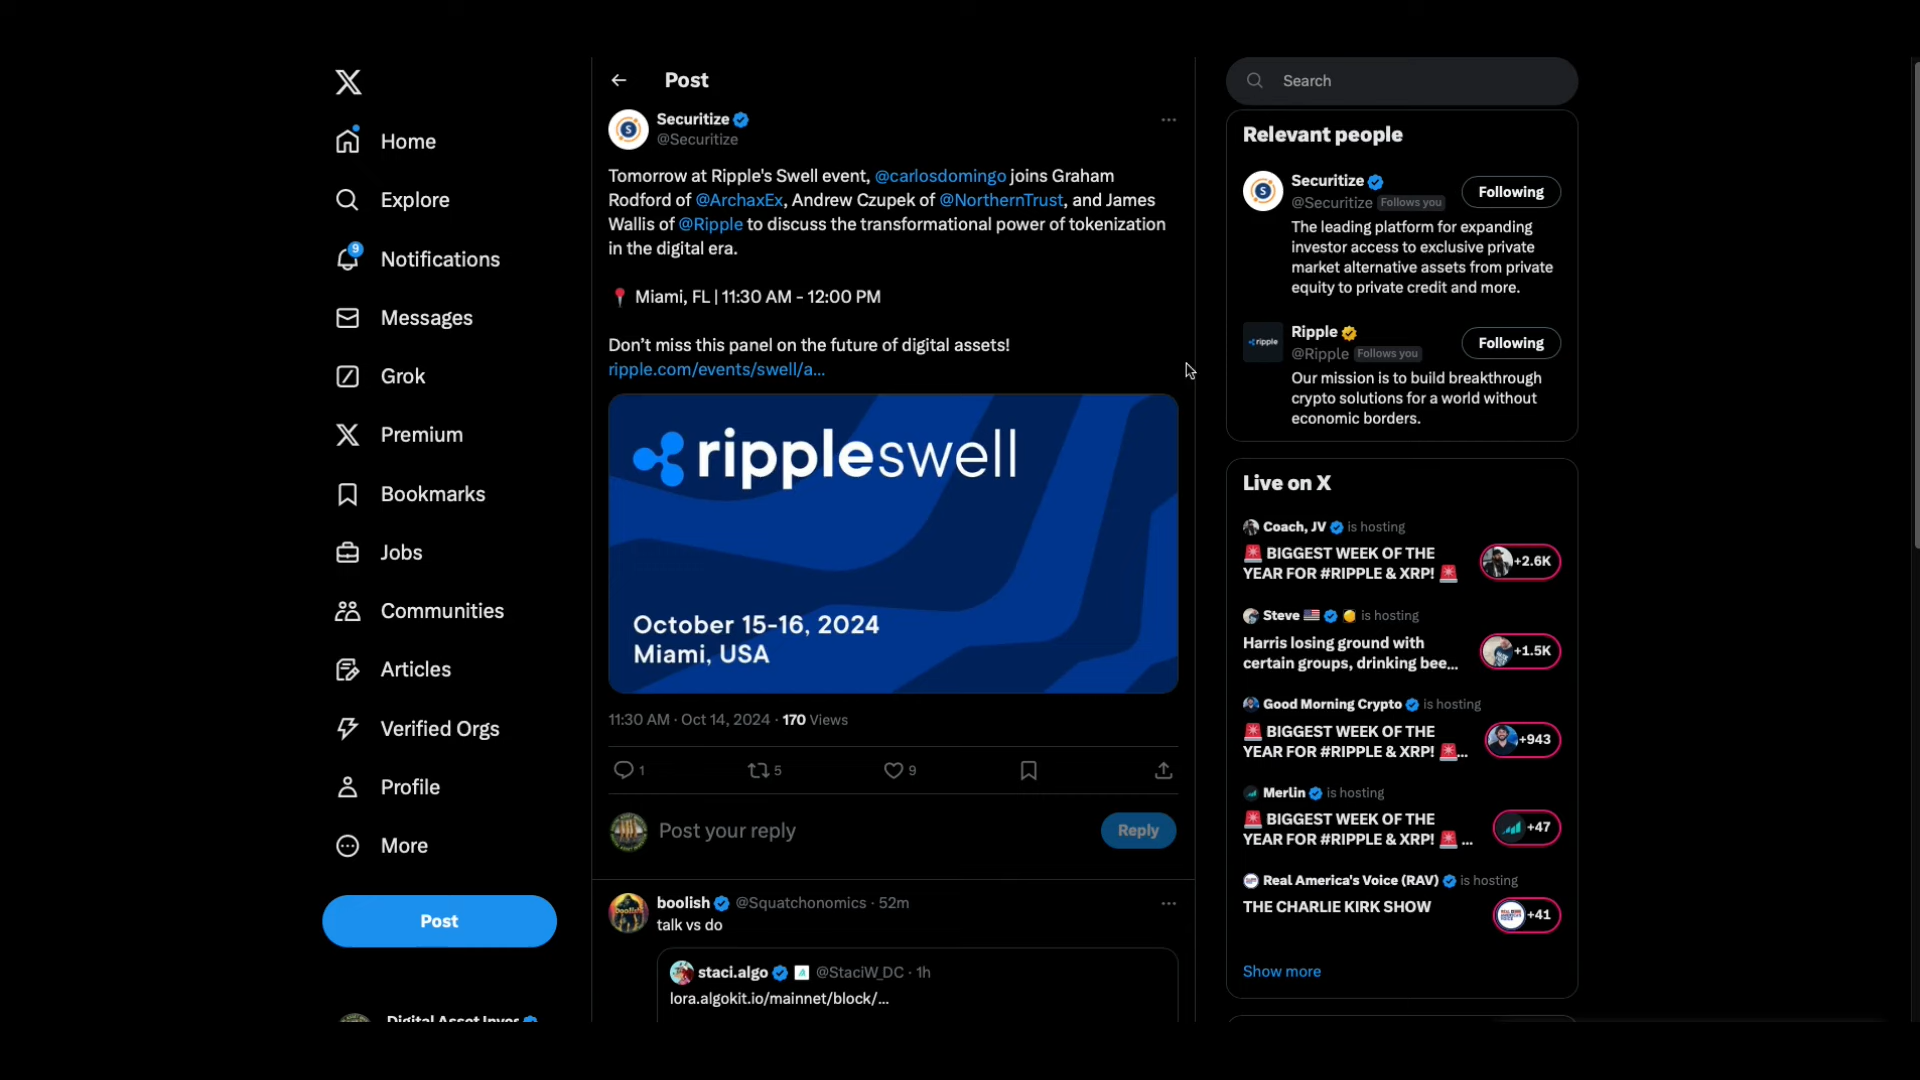 Home
Explore
9
Notifications
Messages
Grok
Premium
Bookmarks
Jobs
Communities
Articles
Verified Orgs
Profile
More
Post
Post
Securitize
@Securitize
Tomorrow at Ripple's Swell event, @carlosdomingo joins Graham
Rodford of @ArchaxEx, Andrew Czupek of @NorthernTrust, and James
Wallis of @Ripple to discuss the transformational power of tokenization
in the digital era.
📍 Miami, FL | 11:30 AM - 12:00 PM
Don’t miss this panel on the future of digital assets!
ripple.com/events/swell/a...
rippleswell
October 15-16, 2024
Miami, USA
11:30 AM · Oct 14, 2024 · 170 Views
1 5 9
Post your reply
Reply
boolish @Squatchonomics · 52m
talk vs do
staci.algo @StaciW_DC · 1h
lora.algokit.io/mainnet/block/...
Search
Relevant people
Securitize
@Securitize Follows you
Following
The leading platform for expanding
investor access to exclusive private
market alternative assets from private
equity to private credit and more.
Ripple
@Ripple Follows you
Following
Our mission is to build breakthrough
crypto solutions for a world without
economic borders.
Live on X
Coach, JV is hosting
🚨 BIGGEST WEEK OF THE
YEAR FOR #RIPPLE & XRP! 🚨
+2.6K
Steve 🇺🇸 is hosting
Harris losing ground with
certain groups, drinking bee...
+1.5K
Good Morning Crypto is hosting
🚨 BIGGEST WEEK OF THE
YEAR FOR #RIPPLE & XRP! 🚨...
+943
Merlin is hosting
🚨 BIGGEST WEEK OF THE
YEAR FOR #RIPPLE & XRP! 🚨 ...
+47
Real America's Voice (RAV) is hosting
THE CHARLIE KIRK SHOW
+41
Show more
Digital Asset Inves